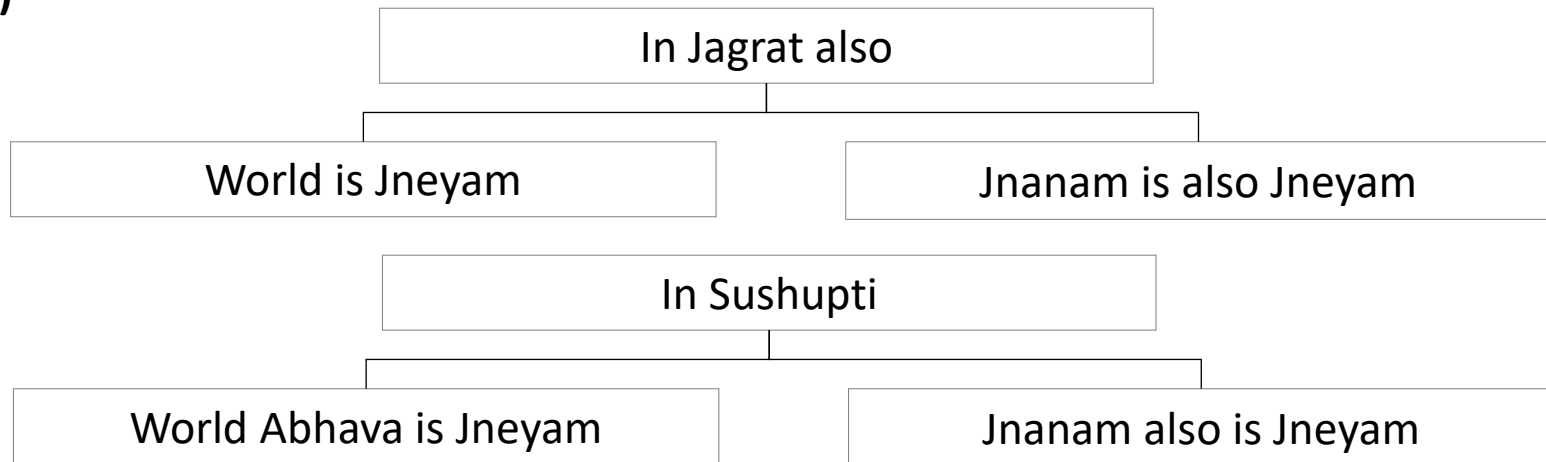 )
In Jagrat also
World is Jneyam
Jnanam is also Jneyam
In Sushupti
World Abhava is Jneyam
Jnanam also is Jneyam